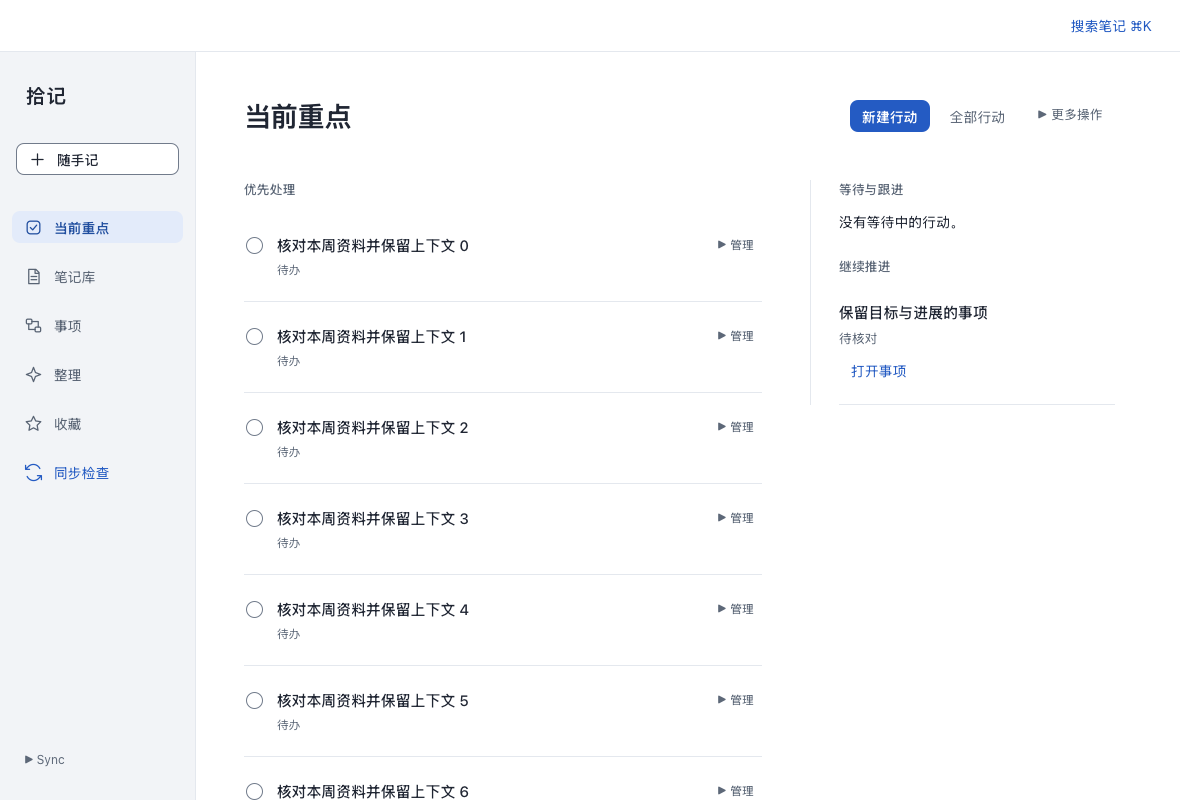 搜索笔记 ⌘K
拾记
随手记
当前重点
笔记库
事项
整理
收藏
同步检查
Sync
当前重点
新建行动
全部行动
更多操作
优先处理
核对本周资料并保留上下文 0
管理
待办
核对本周资料并保留上下文 1
管理
待办
核对本周资料并保留上下文 2
管理
待办
核对本周资料并保留上下文 3
管理
待办
核对本周资料并保留上下文 4
管理
待办
核对本周资料并保留上下文 5
管理
待办
核对本周资料并保留上下文 6
管理
等待与跟进
没有等待中的行动。
继续推进
保留目标与进展的事项
待核对
打开事项